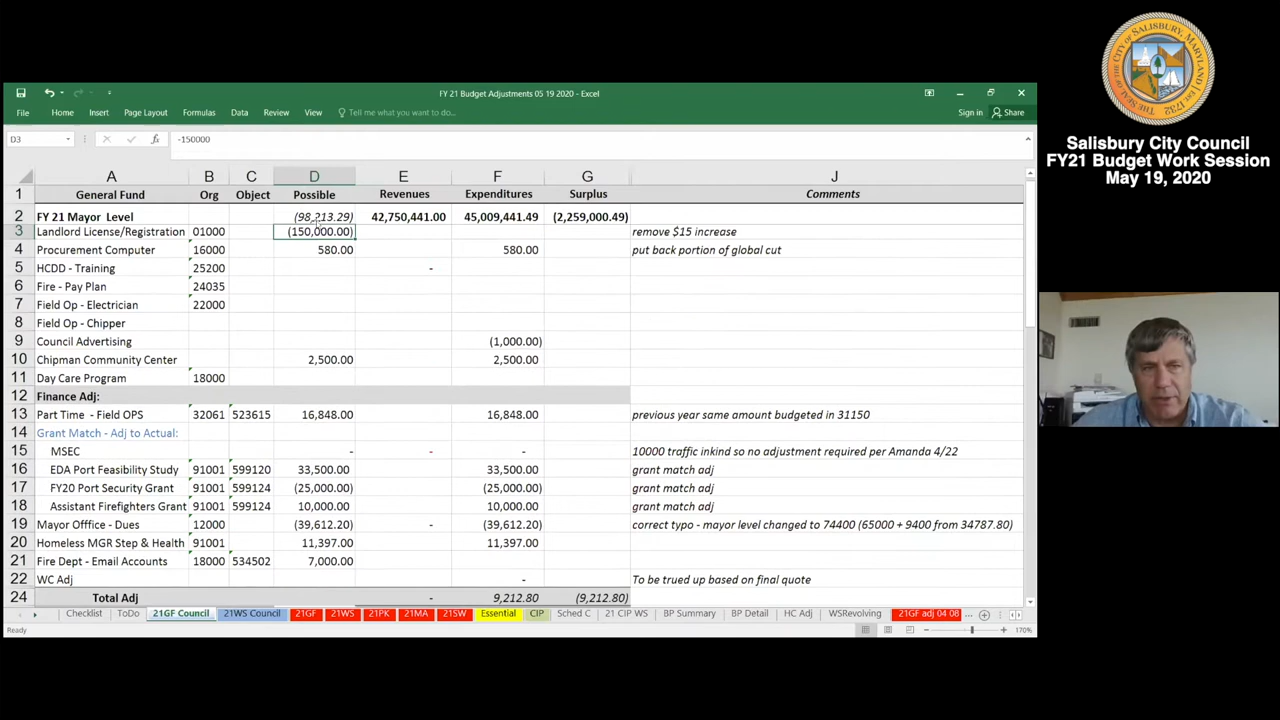 FY 21 Budget Adjustments 05 19 2020 - Excel
File Home Insert Page Layout Formulas Data Review View Tell me what you want to do... Sign in Share
D3 fx -150000
A B C D E F G J
1 General Fund Org Object Possible Revenues Expenditures Surplus Comments
2 FY 21 Mayor Level (98,213.29) 42,750,441.00 45,009,441.49 (2,259,000.49)
3 Landlord License/Registration 01000 (150,000.00) remove $15 increase
4 Procurement Computer 16000 580.00 580.00 put back portion of global cut
5 HCDD - Training 25200 -
6 Fire - Pay Plan 24035
7 Field Op - Electrician 22000
8 Field Op - Chipper
9 Council Advertising (1,000.00)
10 Chipman Community Center 2,500.00 2,500.00
11 Day Care Program 18000
12 Finance Adj:
13 Part Time - Field OPS 32061 523615 16,848.00 16,848.00 previous year same amount budgeted in 31150
14 Grant Match - Adj to Actual:
15 MSEC - - - 10000 traffic inkind so no adjustment required per Amanda 4/22
16 EDA Port Feasibility Study 91001 599120 33,500.00 33,500.00 grant match adj
17 FY20 Port Security Grant 91001 599124 (25,000.00) (25,000.00) grant match adj
18 Assistant Firefighters Grant 91001 599124 10,000.00 10,000.00 grant match adj
19 Mayor Offfice - Dues 12000 (39,612.20) - (39,612.20) correct typo - mayor level changed to 74400 (65000 + 9400 from 34787.80)
20 Homeless MGR Step & Health 91001 11,397.00 11,397.00
21 Fire Dept - Email Accounts 18000 534502 7,000.00
22 WC Adj - To be trued up based on final quote
24 Total Adj - 9,212.80 (9,212.80)
Checklist ToDo 21GF Council 21WS Council 21GF 21WS 21PK 21MA 21SW Essential CIP Sched C 21 CIP WS BP Summary BP Detail HC Adj WSRevolving 21GF adj 04 08 ...
Ready 170%
Salisbury City Council
FY21 Budget Work Session
May 19, 2020